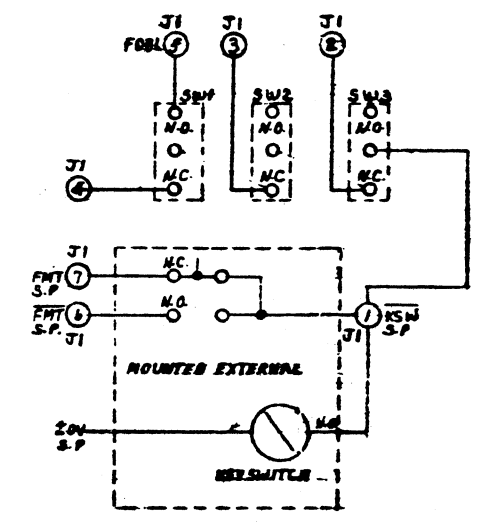 J1 J1 J1
FDBL 5 3 2
SW1 SW2 SW3
N.O. N.O. N.O.
N.C. N.C. N.C.
J1
4
J1
FMT 7 N.C.
S.P
FMT 6 N.O. 1 KSW
S.P. S.P
J1 J1
MOUNTED EXTERNAL
±0V N.O.
S.P
KEYSWITCH